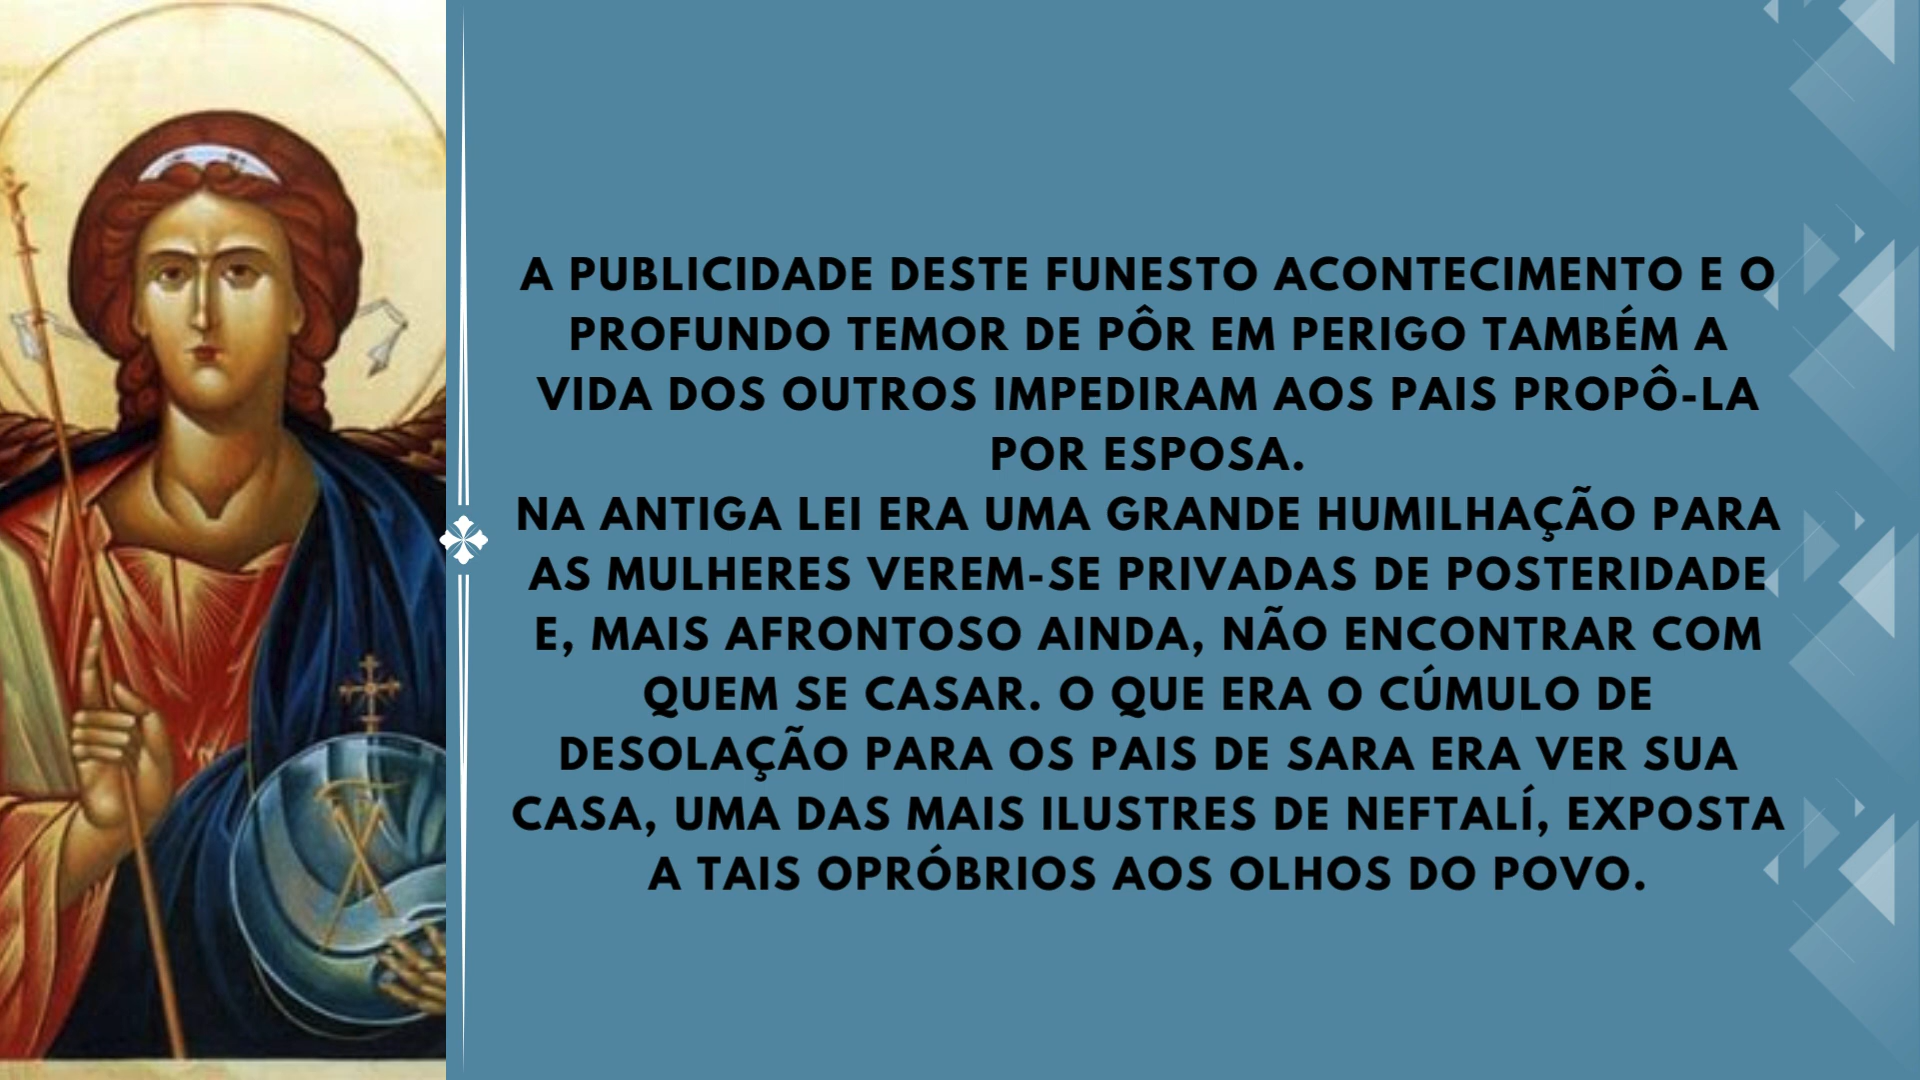 A PUBLICIDADE DESTE FUNESTO ACONTECIMENTO E O
PROFUNDO TEMOR DE PÔR EM PERIGO TAMBÉM A
VIDA DOS OUTROS IMPEDIRAM AOS PAIS PROPÔ-LA
POR ESPOSA.
NA ANTIGA LEI ERA UMA GRANDE HUMILHAÇÃO PARA
AS MULHERES VEREM-SE PRIVADAS DE POSTERIDADE
E, MAIS AFRONTOSO AINDA, NÃO ENCONTRAR COM
QUEM SE CASAR. O QUE ERA O CÚMULO DE
DESOLAÇÃO PARA OS PAIS DE SARA ERA VER SUA
CASA, UMA DAS MAIS ILUSTRES DE NEFTALÍ, EXPOSTA
A TAIS OPRÓBRIOS AOS OLHOS DO POVO.